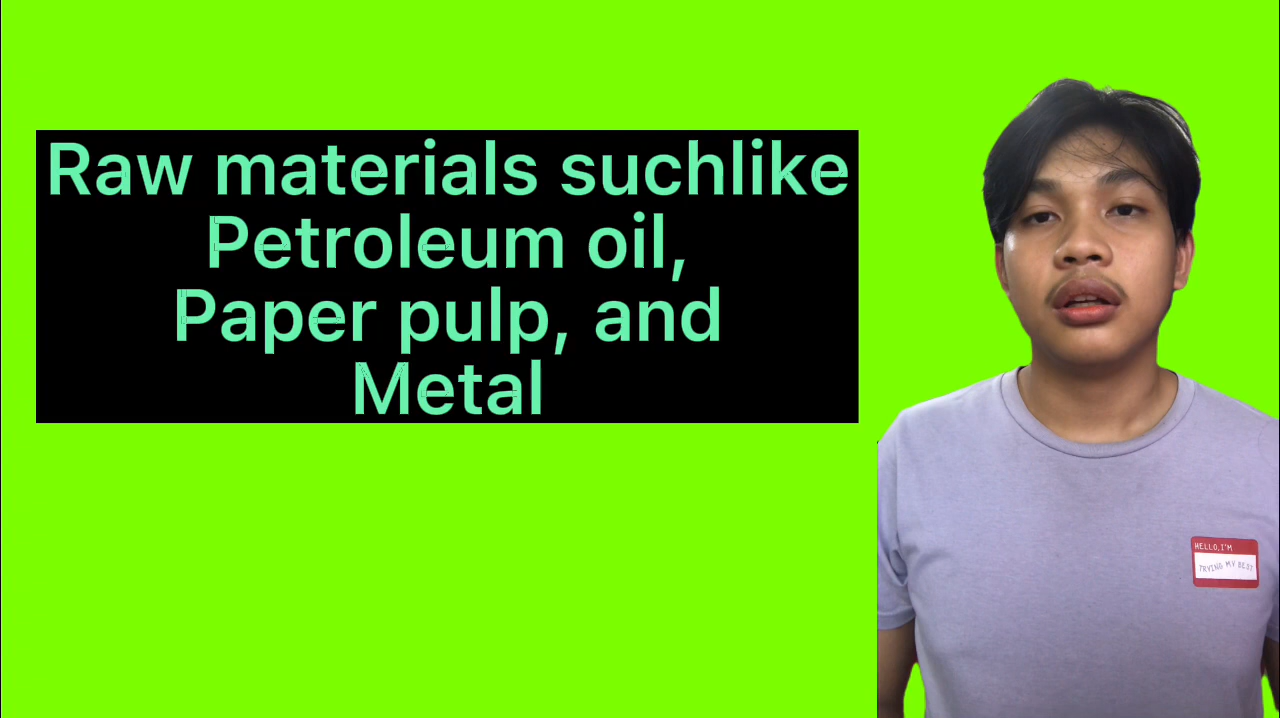 Raw materials suchlike
Petroleum oil,
Paper pulp, and
Metal
HELLO, I'M
TRYING MY BEST